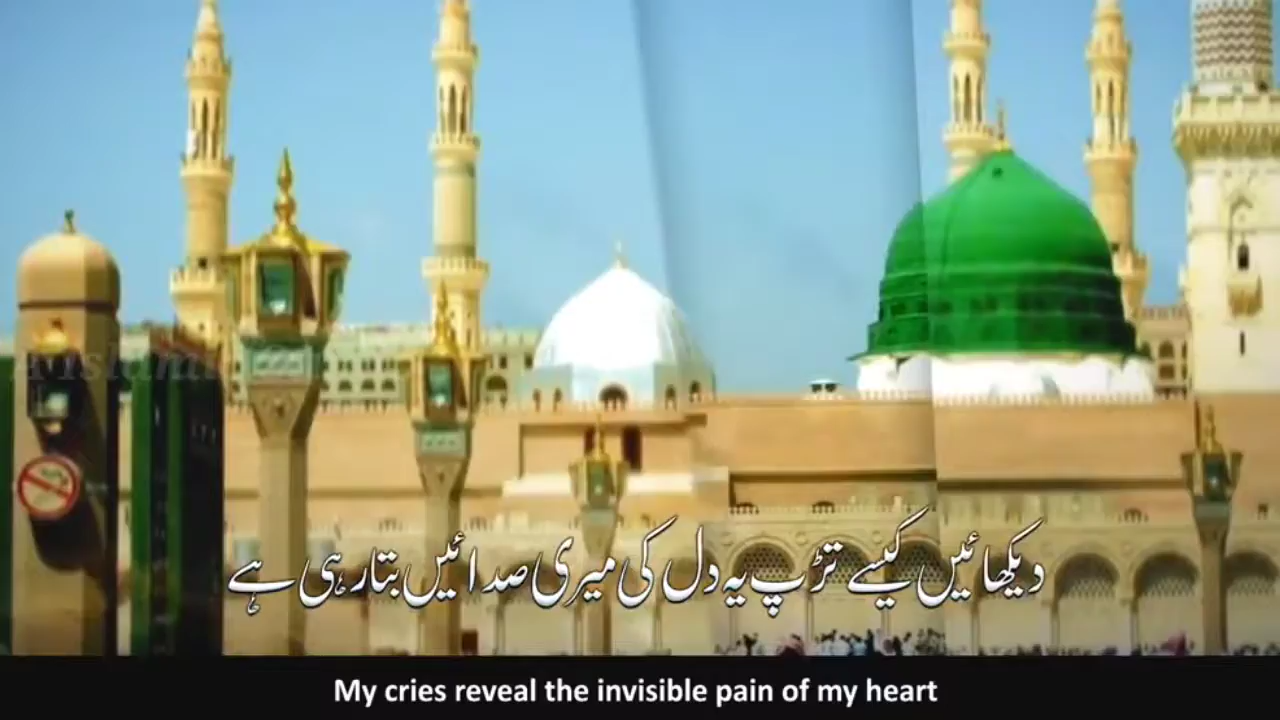 دیکھائیں کیسے تڑپ یہ دل کی میری صدائیں بتا رہی ہے
My cries reveal the invisible pain of my heart